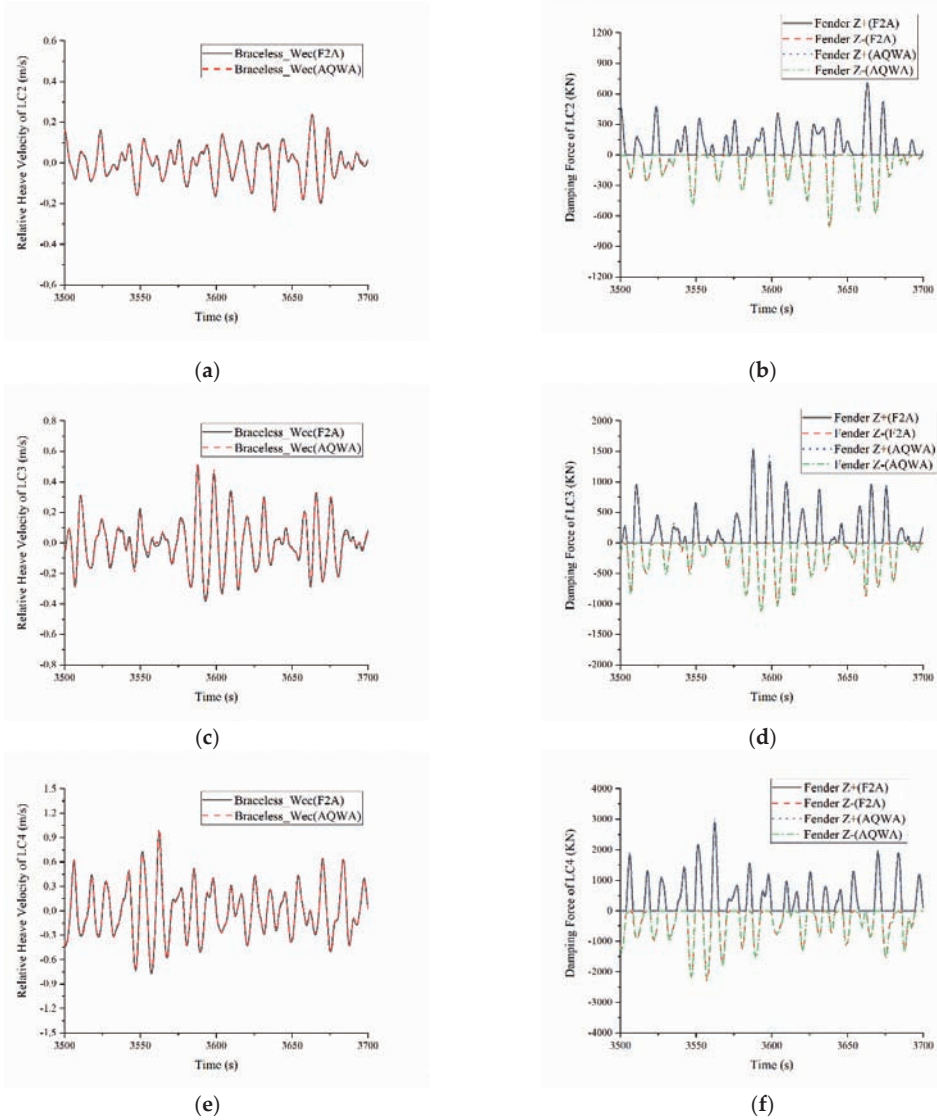 Relative Heave Velocity of LC2 (m/s)
0,6
0,4
0,2
0,0
-0,2
-0,4
-0,6
Braceless_Wec(F2A)
Braceless_Wec(AQWA)
3500
3550
3600
3650
3700
Time (s)
(a)
Damping Force of LC2 (KN)
1200
900
600
300
0
-300
-600
-900
-1200
Fender Z+(F2A)
Fender Z-(F2A)
Fender Z+(AQWA)
Fender Z-(AQWA)
3500
3550
3600
3650
3700
Time (s)
(b)
Relative Heave Velocity of LC3 (m/s)
0,8
0,6
0,4
0,2
0,0
-0,2
-0,4
-0,6
-0,8
Braceless_Wec(F2A)
Braceless_Wec(AQWA)
3500
3550
3600
3650
3700
Time (s)
(c)
Damping Force of LC3 (KN)
2000
1500
1000
500
0
-500
-1000
-1500
-2000
Fender Z+(F2A)
Fender Z-(F2A)
Fender Z+(AQWA)
Fender Z-(AQWA)
3500
3550
3600
3650
3700
Time (s)
(d)
Relative Heave Velocity of LC4 (m/s)
1,5
1,2
0,9
0,6
0,3
0,0
-0,3
-0,6
-0,9
-1,2
-1,5
Braceless_Wec(F2A)
Braceless_Wec(AQWA)
3500
3550
3600
3650
3700
Time (s)
(e)
Damping Force of LC4 (KN)
4000
3000
2000
1000
0
-1000
-2000
-3000
-4000
Fender Z+(F2A)
Fender Z-(F2A)
Fender Z+(AQWA)
Fender Z-(AQWA)
3500
3550
3600
3650
3700
Time (s)
(f)